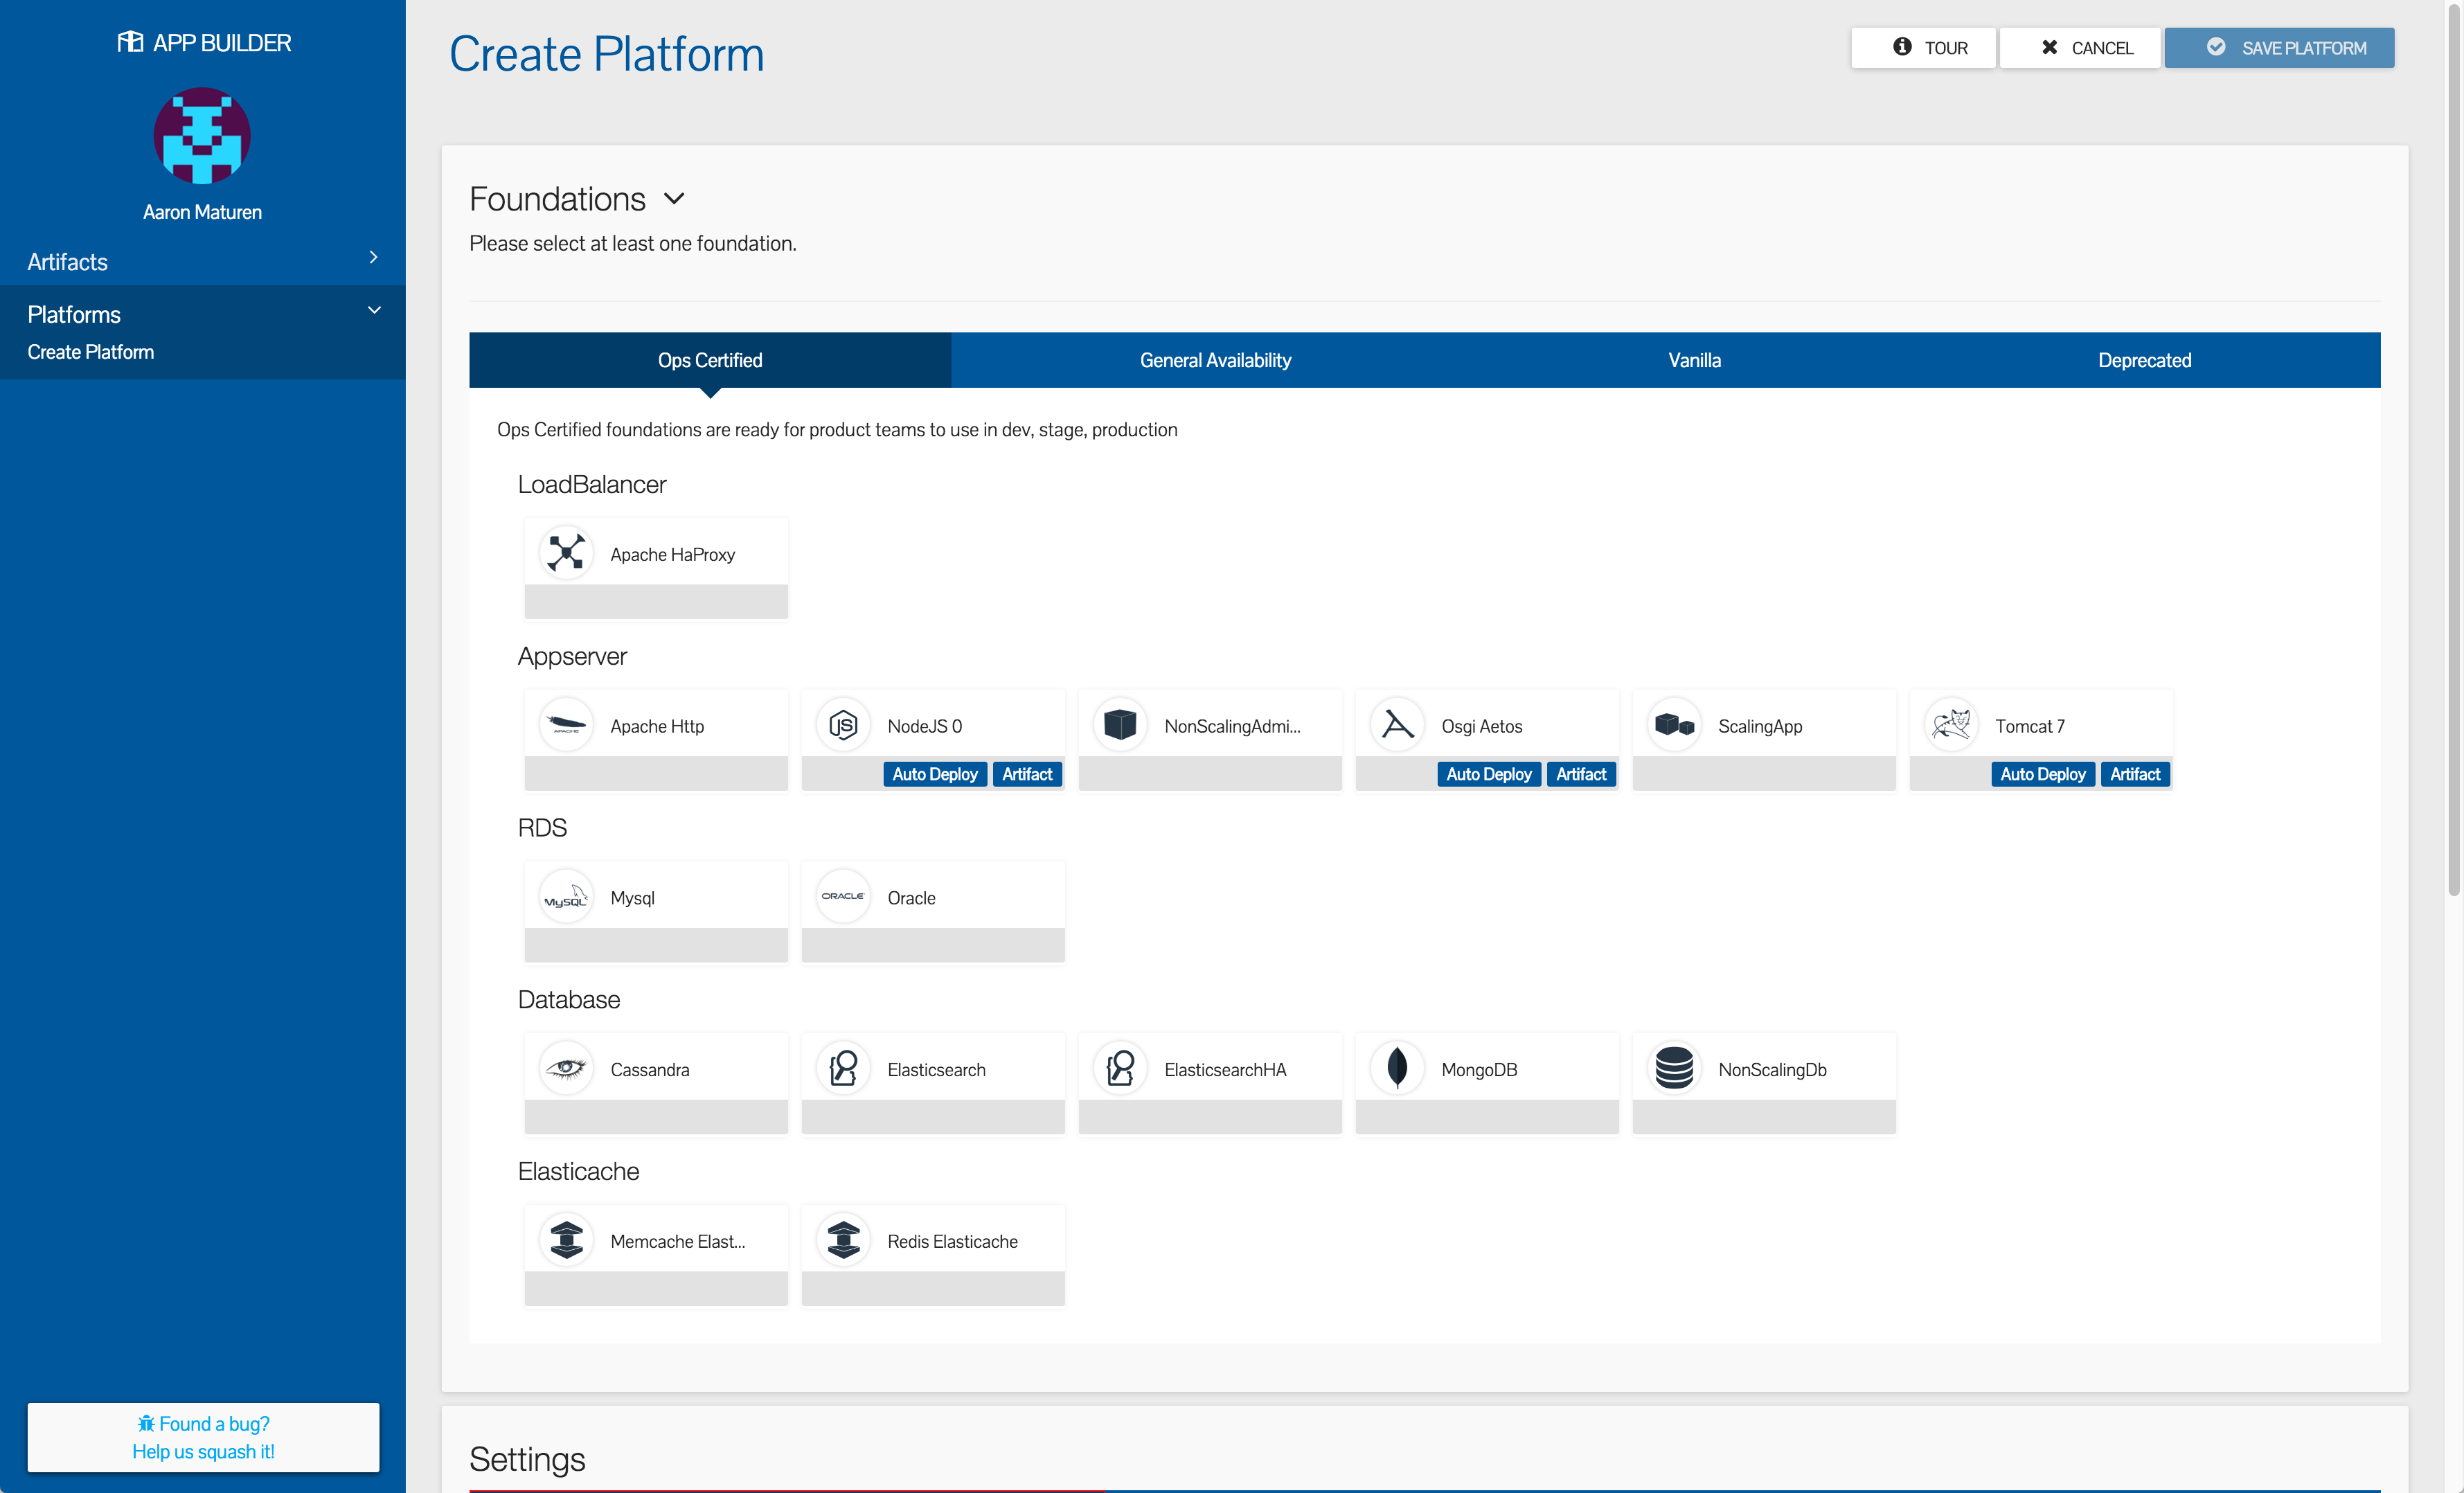 APP BUILDER
Aaron Maturen
Artifacts
Platforms
Create Platform
Found a bug?
Help us squash it!
Create Platform
TOUR
CANCEL
SAVE PLATFORM
Foundations
Please select at least one foundation.
Ops Certified
General Availability
Vanilla
Deprecated
Ops Certified foundations are ready for product teams to use in dev, stage, production
LoadBalancer
Apache HaProxy
Appserver
APACHE
Apache Http
JS
NodeJS 0
Auto Deploy
Artifact
NonScalingAdmi...
Osgi Aetos
Auto Deploy
Artifact
ScalingApp
Tomcat 7
Auto Deploy
Artifact
RDS
MySQL
Mysql
ORACLE
Oracle
Database
Cassandra
Elasticsearch
ElasticsearchHA
MongoDB
NonScalingDb
Elasticache
Memcache Elast...
Redis Elasticache
Settings